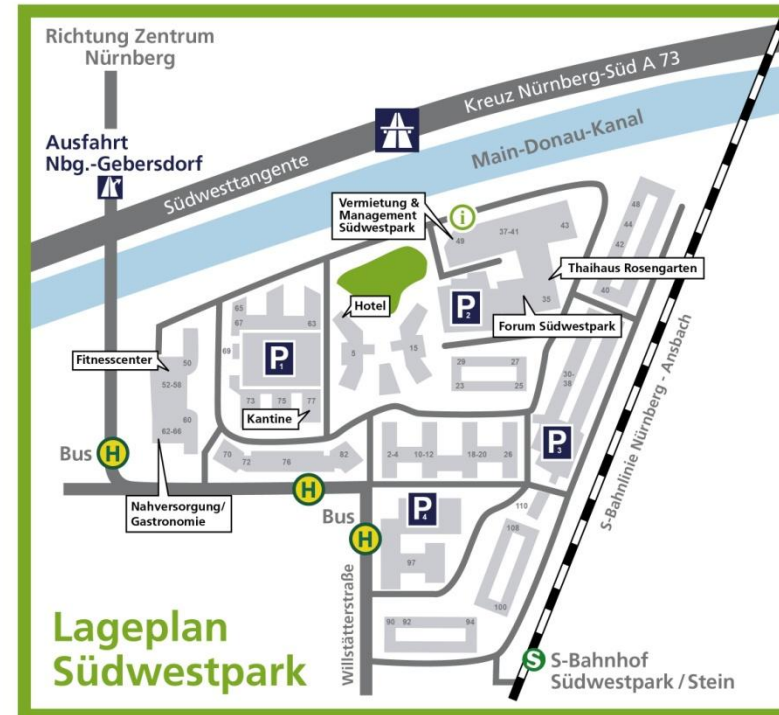 Richtung Zentrum
Nürnberg
Kreuz Nürnberg-Süd A 73
Ausfahrt
Nbg.-Gebersdorf
Main-Donau-Kanal
Südwesttangente
Vermietung &
Management
Südwestpark
i
49
37-41
43
48
44
42
40
Thaihaus Rosengarten
Hotel
P2
35
Forum Südwestpark
65
67
63
69
P1
5
15
Fitnesscenter
50
52-58
29
27
23
25
30-
38
73
75
77
Kantine
60
62-66
Bus
H
70
72
76
82
2-4
10-12
18-20
26
P3
S-Bahnlinie Nürnberg - Ansbach
Nahversorgung/
Gastronomie
H
Bus
H
P4
110
108
97
100
Willstätterstraße
90
92
94
Lageplan
Südwestpark
S
S-Bahnhof
Südwestpark / Stein